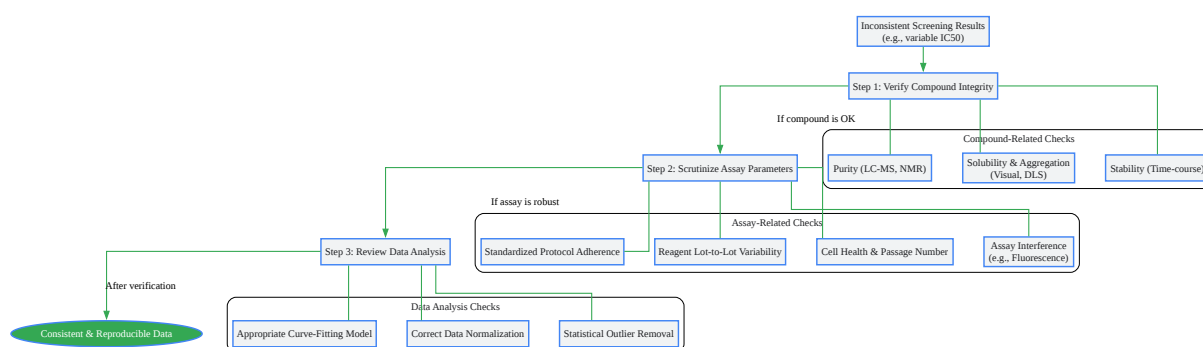 Inconsistent Screening Results
(e.g., variable IC50)
Step 1: Verify Compound Integrity
If compound is OK
Compound-Related Checks
Step 2: Scrutinize Assay Parameters
Purity (LC-MS, NMR)
Solubility & Aggregation
(Visual, DLS)
Stability (Time-course)
If assay is robust
Assay-Related Checks
Step 3: Review Data Analysis
Standardized Protocol Adherence
Reagent Lot-to-Lot Variability
Cell Health & Passage Number
Assay Interference
(e.g., Fluorescence)
After verification
Data Analysis Checks
Consistent & Reproducible Data
Appropriate Curve-Fitting Model
Correct Data Normalization
Statistical Outlier Removal